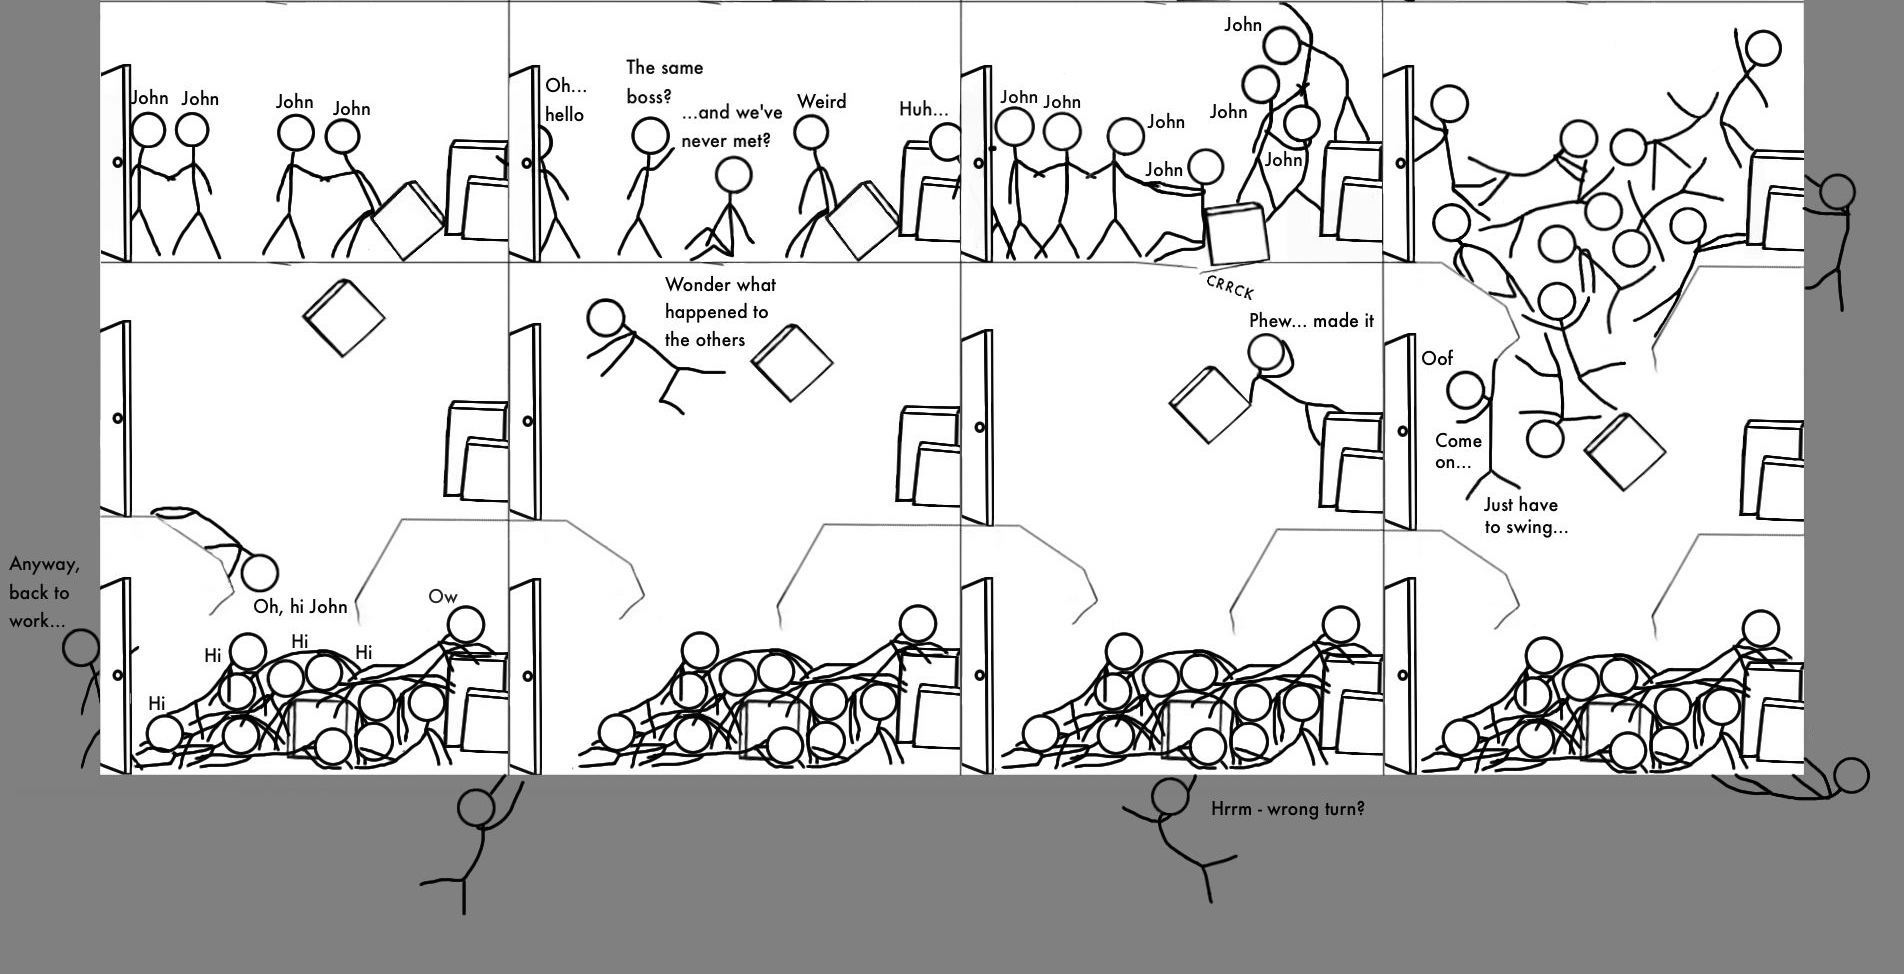 John
John
John
John
Oh...
hello
The same
boss?
...and we've
never met?
Weird
Huh...
John
John
John
John
John
John
John
CRRCK
Wonder what
happened to
the others
Phew... made it
Oof
Come
on...
Just have
to swing...
Anyway,
back to
work...
Oh, hi John
Hi
Hi
Hi
Hi
Ow
Hrrm - wrong turn?